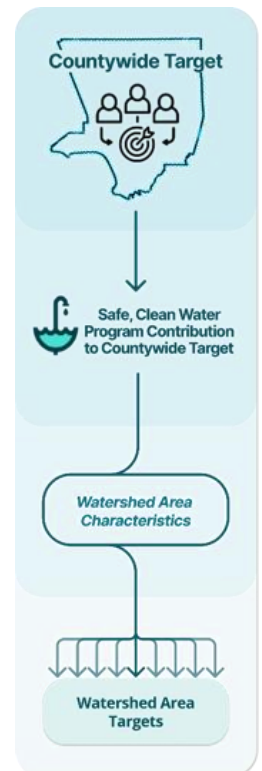 Countywide Target
Safe, Clean Water
Program Contribution
to Countywide Target
Watershed Area
Characteristics
Watershed Area
Targets